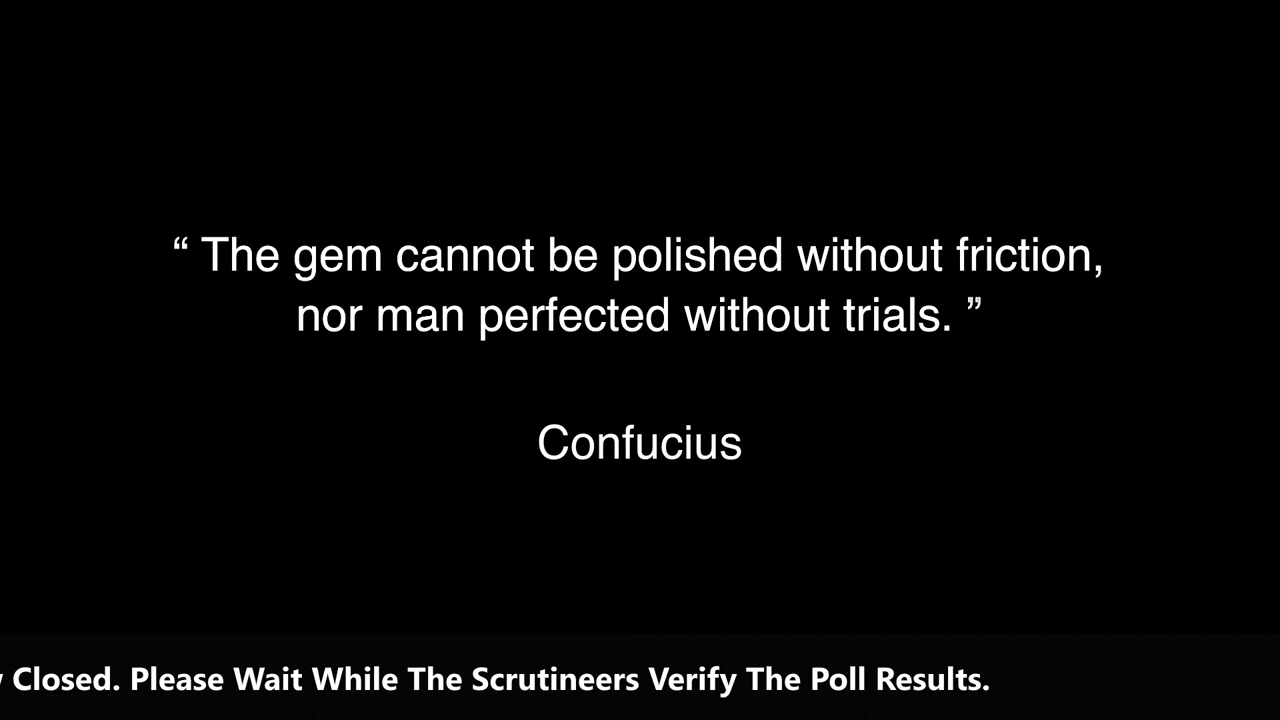 “ The gem cannot be polished without friction,
nor man perfected without trials. ”
Confucius
Closed. Please Wait While The Scrutineers Verify The Poll Results.